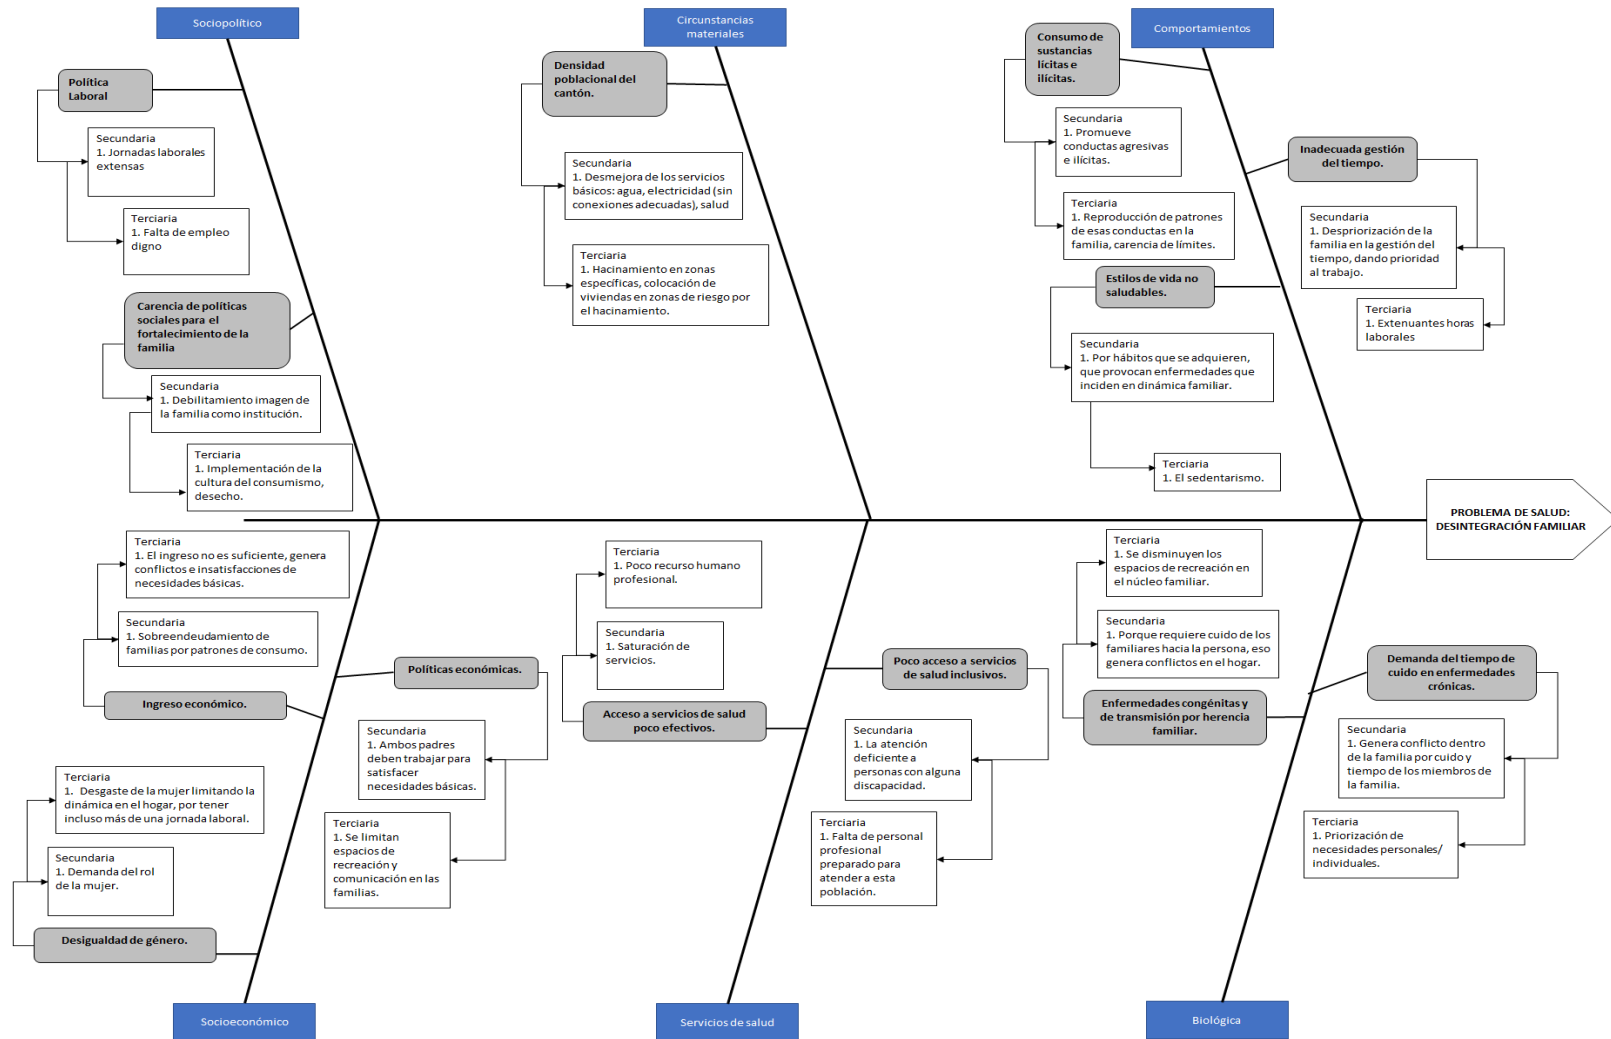 Sociopolítico
Política
Laboral
Secundaria
1. Jornadas laborales
extensas
Terciaria
1. Falta de empleo
digno
Carencia de políticas
sociales para el
fortalecimiento de la
familia
Secundaria
1. Debilitamiento imagen de
la familia como institución.
Terciaria
1. Implementación de la
cultura del consumismo,
desecho.
Circunstancias
materiales
Densidad
poblacional del
cantón.
Secundaria
1. Desmejora de los servicios
básicos: agua, electricidad (sin
conexiones adecuadas), salud
Terciaria
1. Hacinamiento en zonas
específicas, colocación de
viviendas en zonas de riesgo por
el hacinamiento.
Comportamientos
Consumo de
sustancias
lícitas e
ilícitas.
Secundaria
1. Promueve
conductas agresivas
e ilícitas.
Terciaria
1. Reproducción de patrones
de esas conductas en la
familia, carencia de límites.
Inadecuada gestión
del tiempo.
Secundaria
1. Despriorización de la
familia en la gestión del
tiempo, dando prioridad
al trabajo.
Terciaria
1. Extenuantes horas
laborales
Estilos de vida no
saludables.
Secundaria
1. Por hábitos que se adquieren,
que provocan enfermedades que
inciden en dinámica familiar.
Terciaria
1. El sedentarismo.
PROBLEMA DE SALUD:
DESINTEGRACIÓN FAMILIAR
Terciaria
1. El ingreso no es suficiente, genera
conflictos e insatisfacciones de
necesidades básicas.
Secundaria
1. Sobreendeudamiento de
familias por patrones de consumo.
Ingreso económico.
Políticas económicas.
Secundaria
1. Ambos padres
deben trabajar para
satisfacer
necesidades básicas.
Terciaria
1. Se limitan
espacios de
recreación y
comunicación en las
familias.
Terciaria
1. Desgaste de la mujer limitando la
dinámica en el hogar, por tener
incluso más de una jornada laboral.
Secundaria
1. Demanda del rol
de la mujer.
Desigualdad de género.
Socioeconómico
Terciaria
1. Poco recurso humano
profesional.
Secundaria
1. Saturación de
servicios.
Acceso a servicios de salud
poco efectivos.
Poco acceso a servicios
de salud inclusivos.
Secundaria
1. La atención
deficiente a
personas con alguna
discapacidad.
Terciaria
1. Falta de personal
profesional
preparado para
atender a esta
población.
Servicios de salud
Terciaria
1. Se disminuyen los
espacios de recreación en
el núcleo familiar.
Secundaria
1. Porque requiere cuido de los
familiares hacia la persona, eso
genera conflictos en el hogar.
Enfermedades congénitas y
de transmisión por herencia
familiar.
Demanda del tiempo de
cuido en enfermedades
crónicas.
Secundaria
1. Genera conflicto dentro
de la familia por cuido y
tiempo de los miembros de
la familia.
Terciaria
1. Priorización de
necesidades personales/
individuales.
Biológica